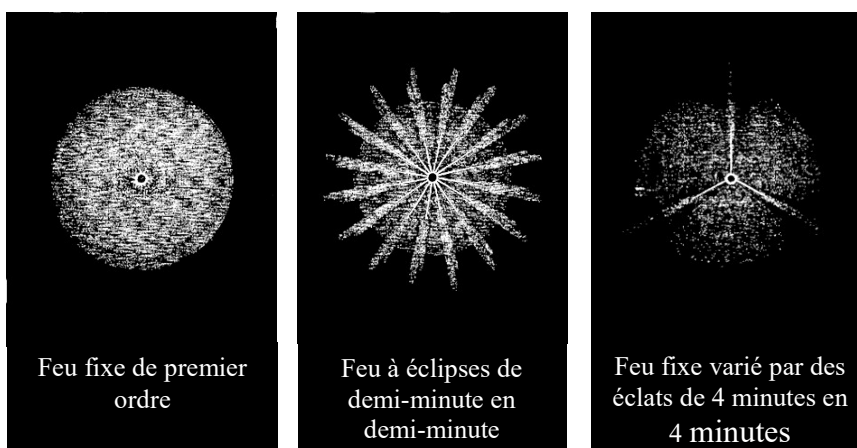 Feu fixe de premier
ordre
Feu à éclipses de
demi-minute en
demi-minute
Feu fixe varié par des
éclats de 4 minutes en
4 minutes